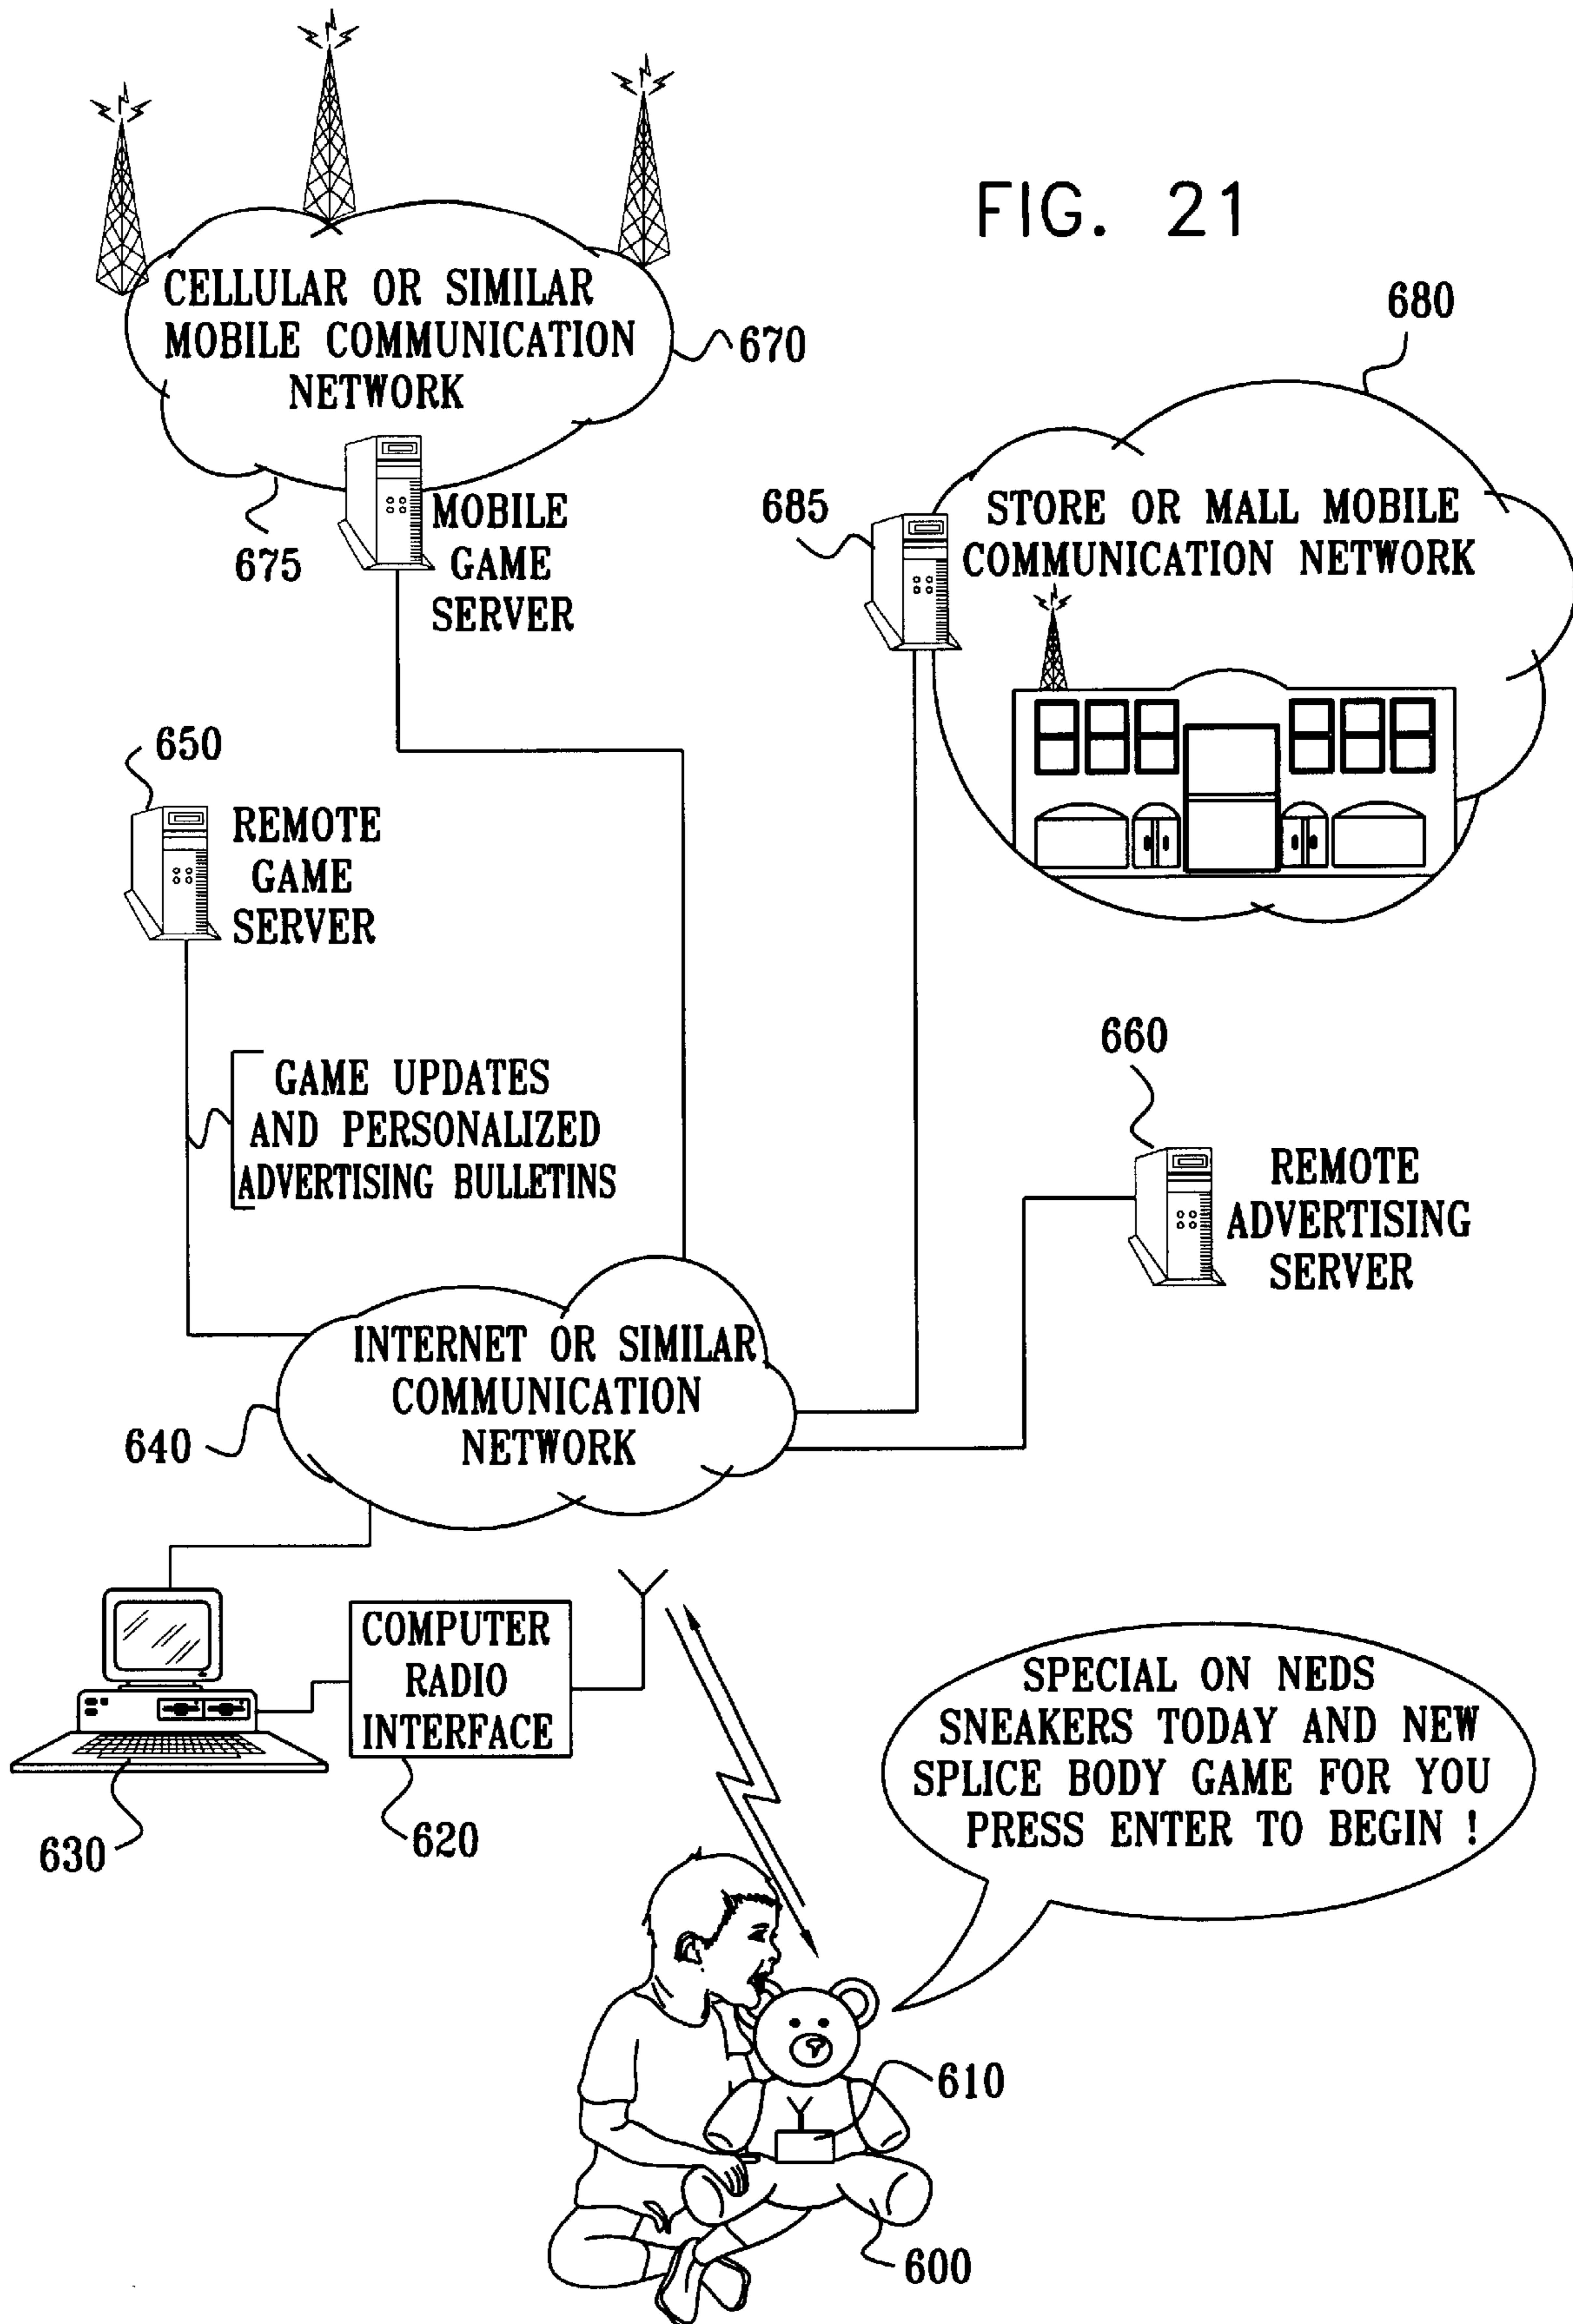 FIG. 21
CELLULAR OR SIMILAR
MOBILE COMMUNICATION
NETWORK
670
675
MOBILE
GAME
SERVER
680
685
STORE OR MALL MOBILE
COMMUNICATION NETWORK
650
REMOTE
GAME
SERVER
GAME UPDATES
AND PERSONALIZED
ADVERTISING BULLETINS
660
REMOTE
ADVERTISING
SERVER
INTERNET OR SIMILAR
COMMUNICATION
NETWORK
640
COMPUTER
RADIO
INTERFACE
630
620
SPECIAL ON NEDS
SNEAKERS TODAY AND NEW
SPLICE BODY GAME FOR YOU
PRESS ENTER TO BEGIN !
610
600